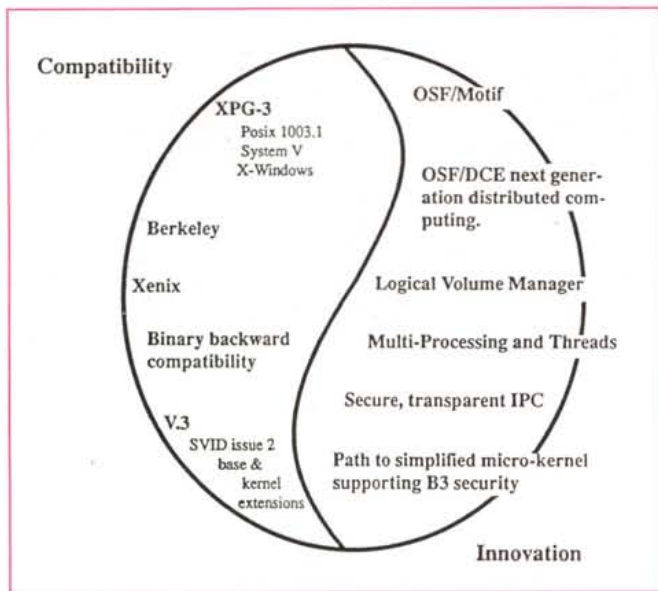 Compatibility
XPG-3
Posix 1003.1
System V
X-Windows
Berkeley
Xenix
Binary backward
compatibility
V.3
SVID issue 2
base &
kernel
extensions
OSF/Motif
OSF/DCE next gener-
ation distributed com-
puting.
Logical Volume Manager
Multi-Processing and Threads
Secure, transparent IPC
Path to simplified micro-kernel
supporting B3 security
Innovation